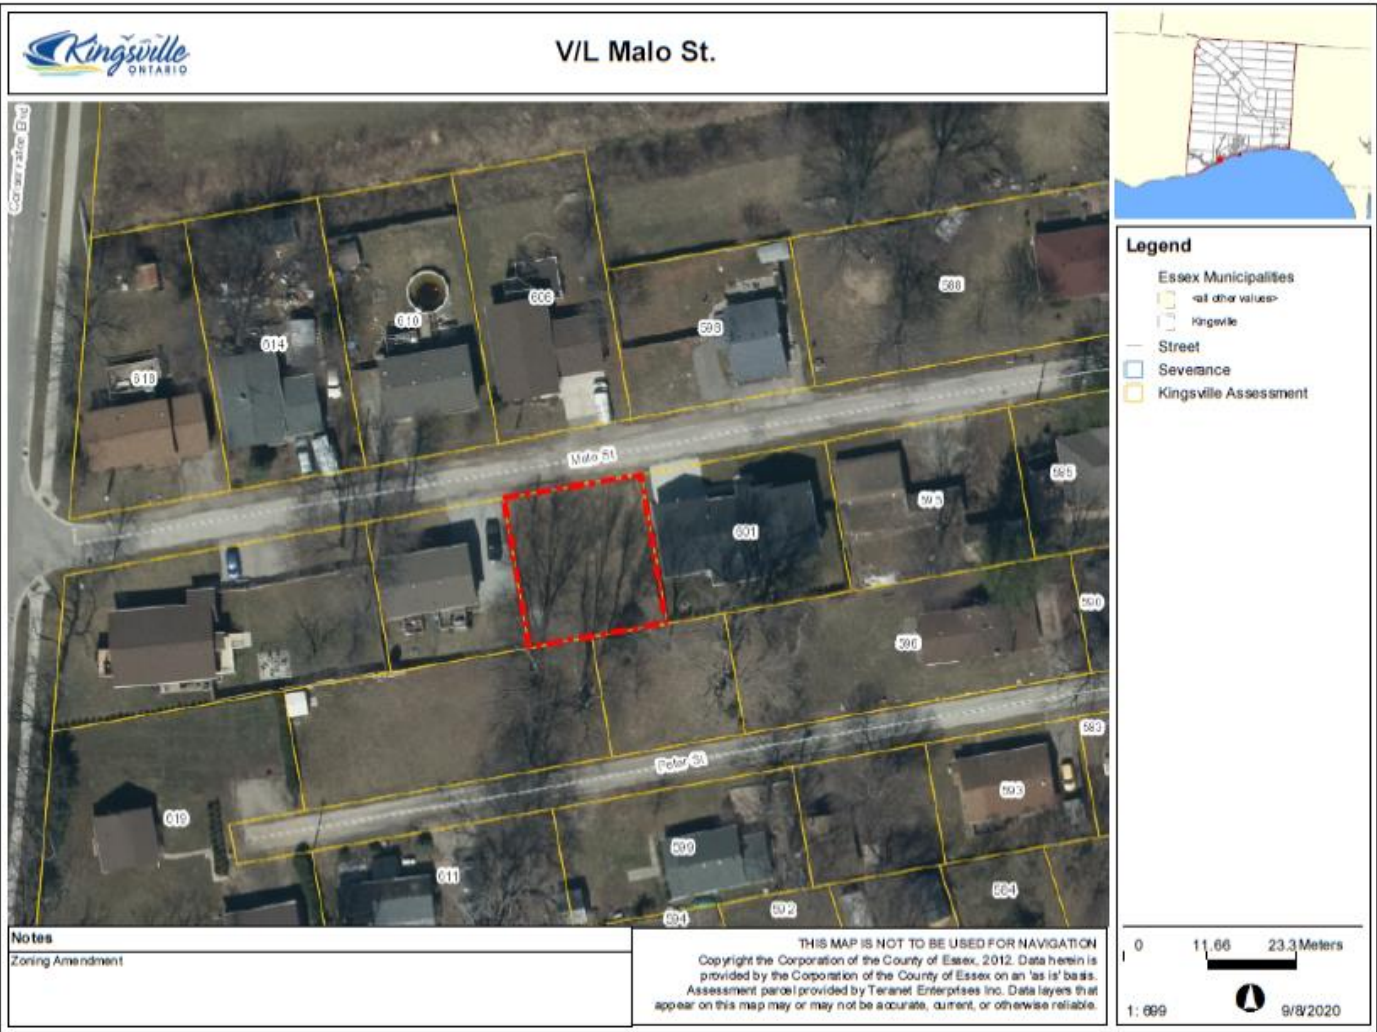 Kingsville
ONTARIO
V/L Malo St.
Legend
Essex Municipalities
<all other values>
Kingsville
Street
Severance
Kingsville Assessment
588
606
610
598
614
618
Malo St
585
595
601
590
596
583
Peter St
593
619
599
611
584
592
594
Notes
Zoning Amendment
THIS MAP IS NOT TO BE USED FOR NAVIGATION
Copyright the Corporation of the County of Essex, 2012. Data herein is
provided by the Corporation of the County of Essex on an 'as is' basis.
Assessment parcel provided by Teranet Enterprises Inc. Data layers that
appear on this map may or may not be accurate, current, or otherwise reliable.
0 11.66 23.3 Meters
1: 699
9/8/2020